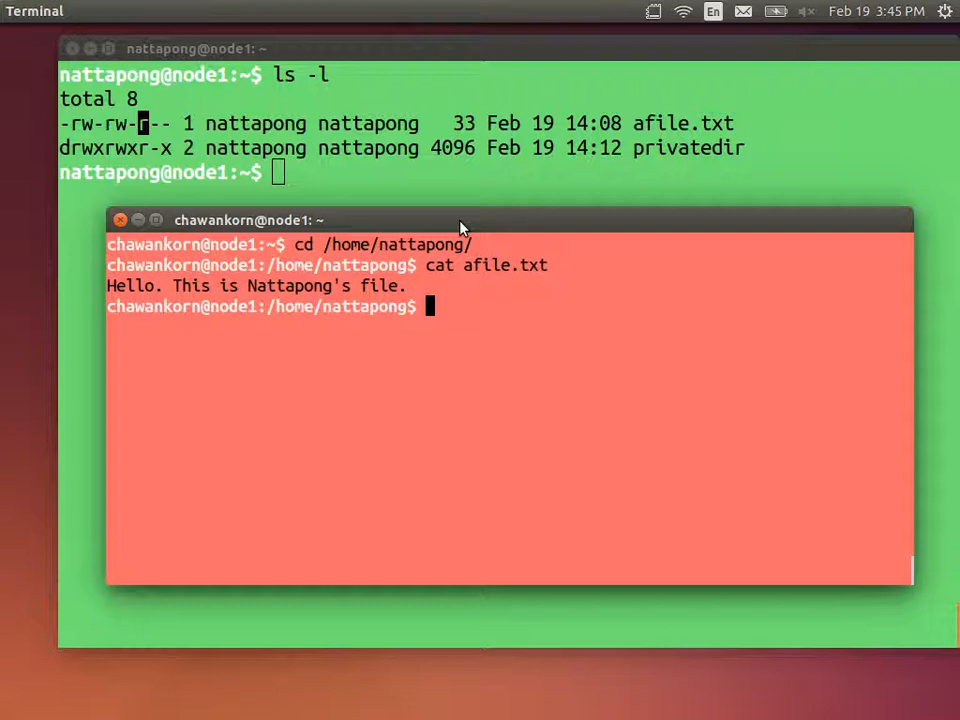 Terminal
En
Feb 19 3:45 PM
nattapong@node1: ~
nattapong@node1:~$ ls -l
total 8
-rw-rw-r-- 1 nattapong nattapong   33 Feb 19 14:08 afile.txt
drwxrwxr-x 2 nattapong nattapong 4096 Feb 19 14:12 privatedir
nattapong@node1:~$
chawankorn@node1: ~
chawankorn@node1:~$ cd /home/nattapong/
chawankorn@node1:/home/nattapong$ cat afile.txt
Hello. This is Nattapong's file.
chawankorn@node1:/home/nattapong$